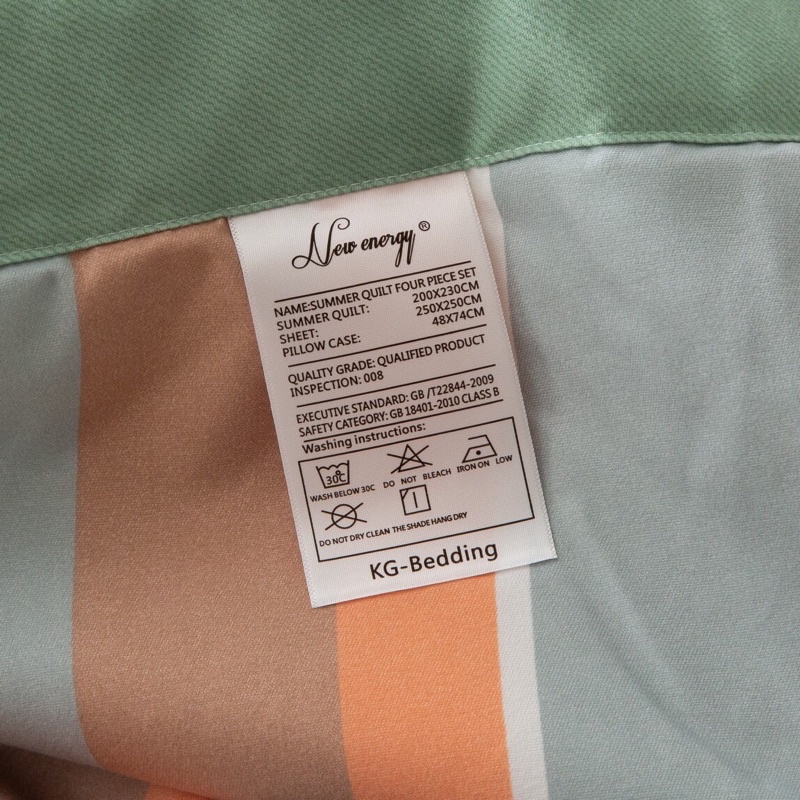 New energy®
NAME:SUMMER QUILT FOUR PIECE SET
SUMMER QUILT: 200X230CM
SHEET: 250X250CM
PILLOW CASE: 48X74CM
QUALITY GRADE: QUALIFIED PRODUCT
INSPECTION: 008
EXECUTIVE STANDARD: GB /T22844-2009
SAFETY CATEGORY: GB 18401-2010 CLASS B
Washing instructions:
30℃
WASH BELOW 30C DO NOT BLEACH IRON ON LOW
DO NOT DRY CLEAN THE SHADE HANG DRY
KG-Bedding